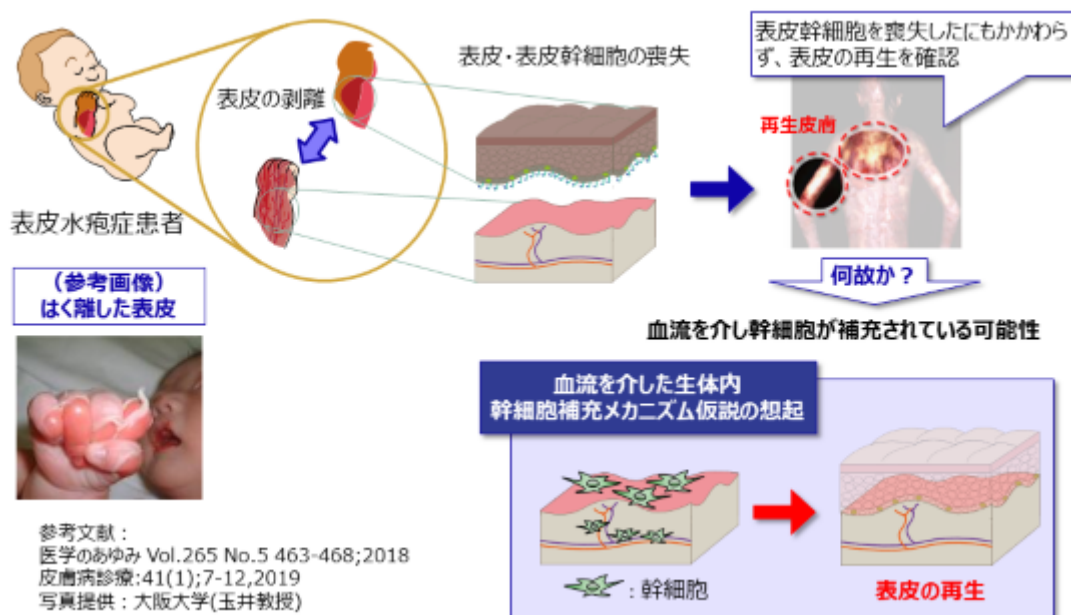 表皮幹細胞を喪失したにもかかわら
ず、表皮の再生を確認
表皮・表皮幹細胞の喪失
表皮の剥離
再生皮膚
表皮水疱症患者
(参考画像)
はく離した表皮
何故か?
血流を介し幹細胞が補充されている可能性
血流を介した生体内
幹細胞補充メカニズム仮説の想起
:幹細胞
表皮の再生
参考文献:
医学のあゆみ Vol.265 No.5 463-468;2018
皮膚病診療:41(1);7-12,2019
写真提供:大阪大学(玉井教授)